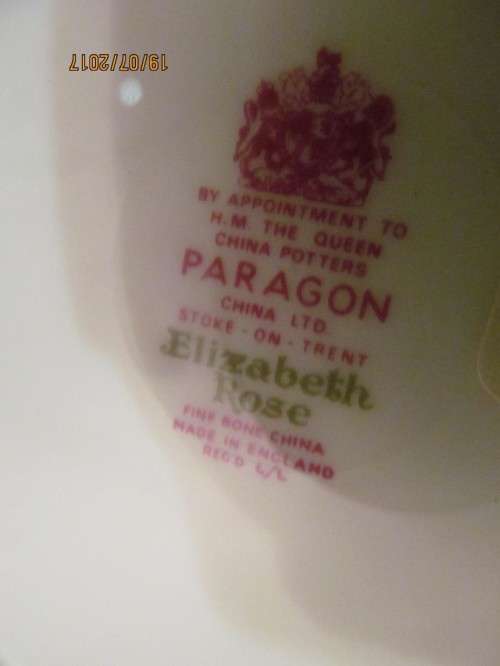 19/07/2017
BY APPOINTMENT TO
H.M. THE QUEEN
CHINA POTTERS
PARAGON
CHINA LTD.
STOKE-ON-TRENT
Elizabeth
Rose
FINE BONE CHINA
MADE IN ENGLAND
REG'D